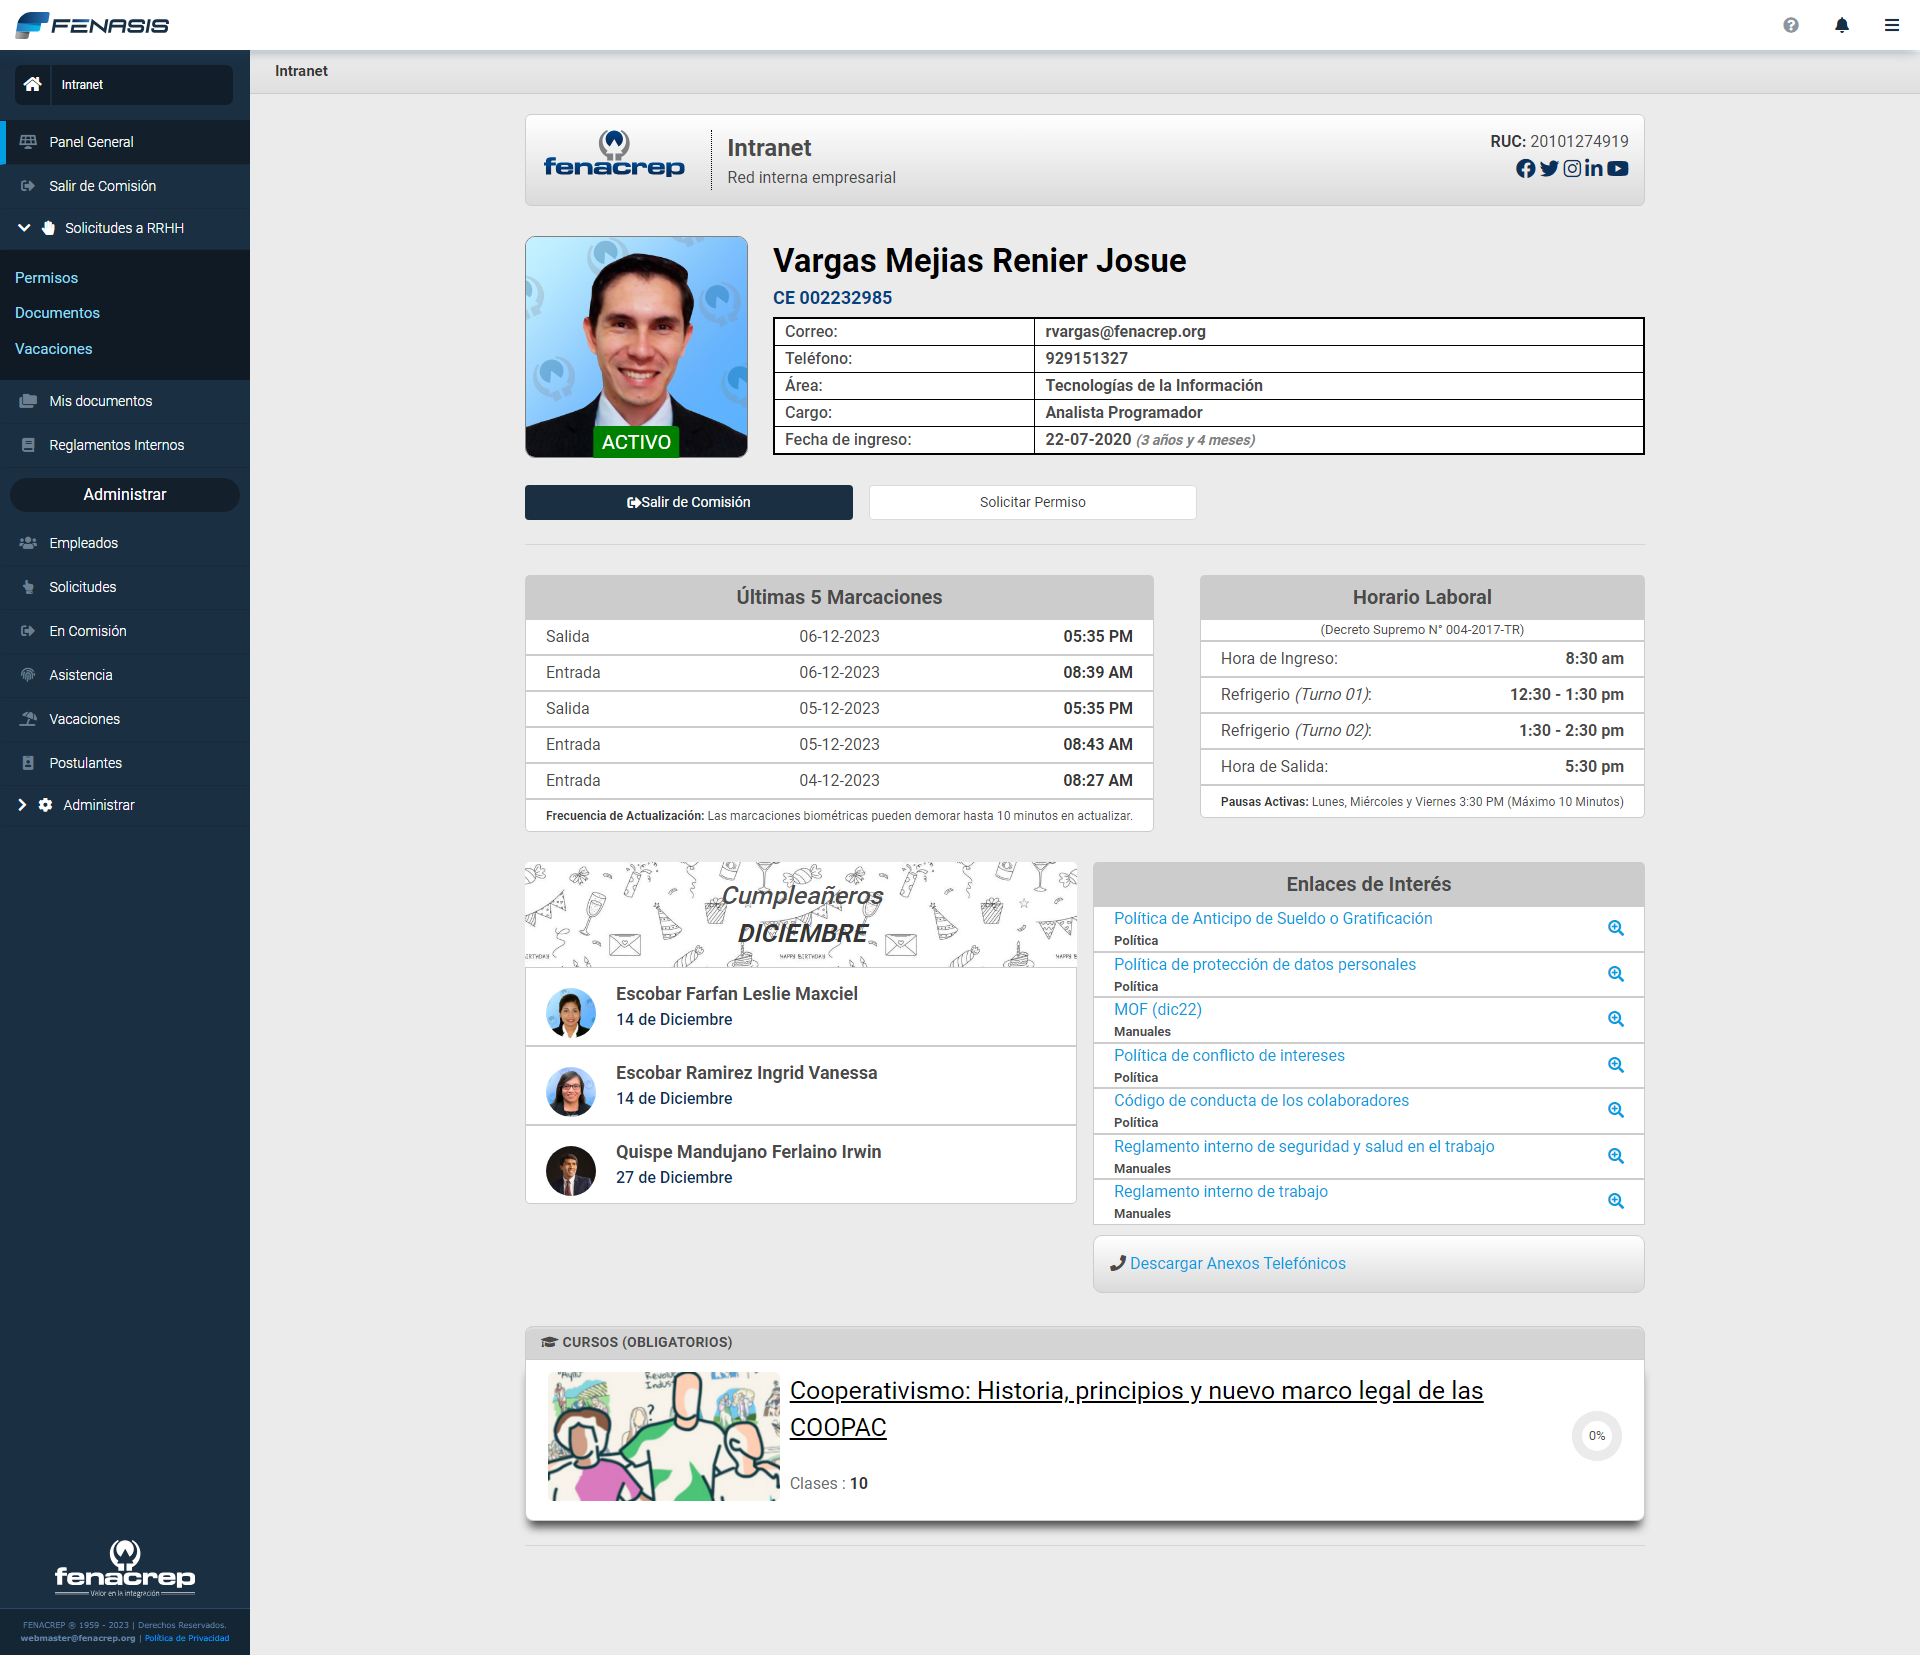 FENASIS
Intranet
Panel General
Salir de Comisión
Solicitudes a RRHH
Permisos
Documentos
Vacaciones
Mis documentos
Reglamentos Internos
Administrar
Empleados
Solicitudes
En Comisión
Asistencia
Vacaciones
Postulantes
Administrar
fenacrep
Valor en la integración
FENACREP ® 1959 - 2023 | Derechos Reservados.
webmaster@fenacrep.org | Política de Privacidad
Intranet
fenacrep
Intranet
Red interna empresarial
RUC: 20101274919
ACTIVO
Vargas Mejias Renier Josue
CE 002232985
Correo: rvargas@fenacrep.org
Teléfono: 929151327
Área: Tecnologías de la Información
Cargo: Analista Programador
Fecha de ingreso: 22-07-2020 (3 años y 4 meses)
Salir de Comisión
Solicitar Permiso
Últimas 5 Marcaciones
Salida 06-12-2023 05:35 PM
Entrada 06-12-2023 08:39 AM
Salida 05-12-2023 05:35 PM
Entrada 05-12-2023 08:43 AM
Entrada 04-12-2023 08:27 AM
Frecuencia de Actualización: Las marcaciones biométricas pueden demorar hasta 10 minutos en actualizar.
Horario Laboral
(Decreto Supremo N° 004-2017-TR)
Hora de Ingreso: 8:30 am
Refrigerio (Turno 01): 12:30 - 1:30 pm
Refrigerio (Turno 02): 1:30 - 2:30 pm
Hora de Salida: 5:30 pm
Pausas Activas: Lunes, Miércoles y Viernes 3:30 PM (Máximo 10 Minutos)
Cumpleañeros
DICIEMBRE
HAPPY BIRTHDAY
Escobar Farfan Leslie Maxciel
14 de Diciembre
Escobar Ramirez Ingrid Vanessa
14 de Diciembre
Quispe Mandujano Ferlaino Irwin
27 de Diciembre
Enlaces de Interés
Política de Anticipo de Sueldo o Gratificación
Política
Política de protección de datos personales
Política
MOF (dic22)
Manuales
Política de conflicto de intereses
Política
Código de conducta de los colaboradores
Política
Reglamento interno de seguridad y salud en el trabajo
Manuales
Reglamento interno de trabajo
Manuales
Descargar Anexos Telefónicos
CURSOS (OBLIGATORIOS)
Cooperativismo: Historia, principios y nuevo marco legal de las
COOPAC
Clases : 10
0%